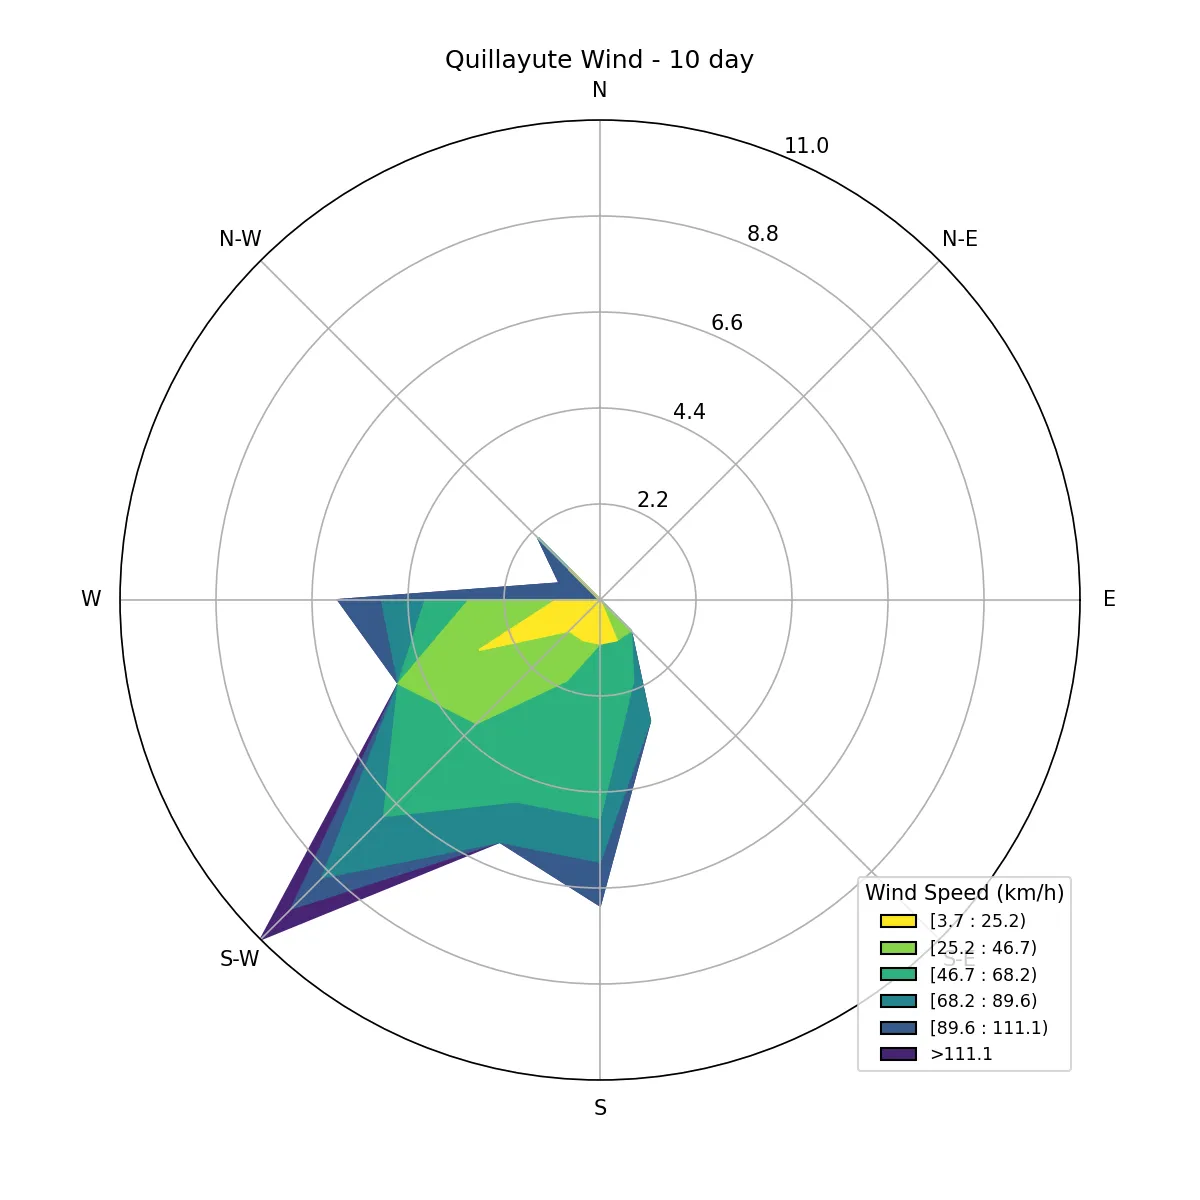 Quillayute Wind - 10 day
N
11.0
N-W
8.8
N-E
6.6
4.4
2.2
W
E
Wind Speed (km/h)
[3.7 : 25.2)
[25.2 : 46.7)
S-W
S-E
[46.7 : 68.2)
[68.2 : 89.6)
[89.6 : 111.1)
>111.1
S